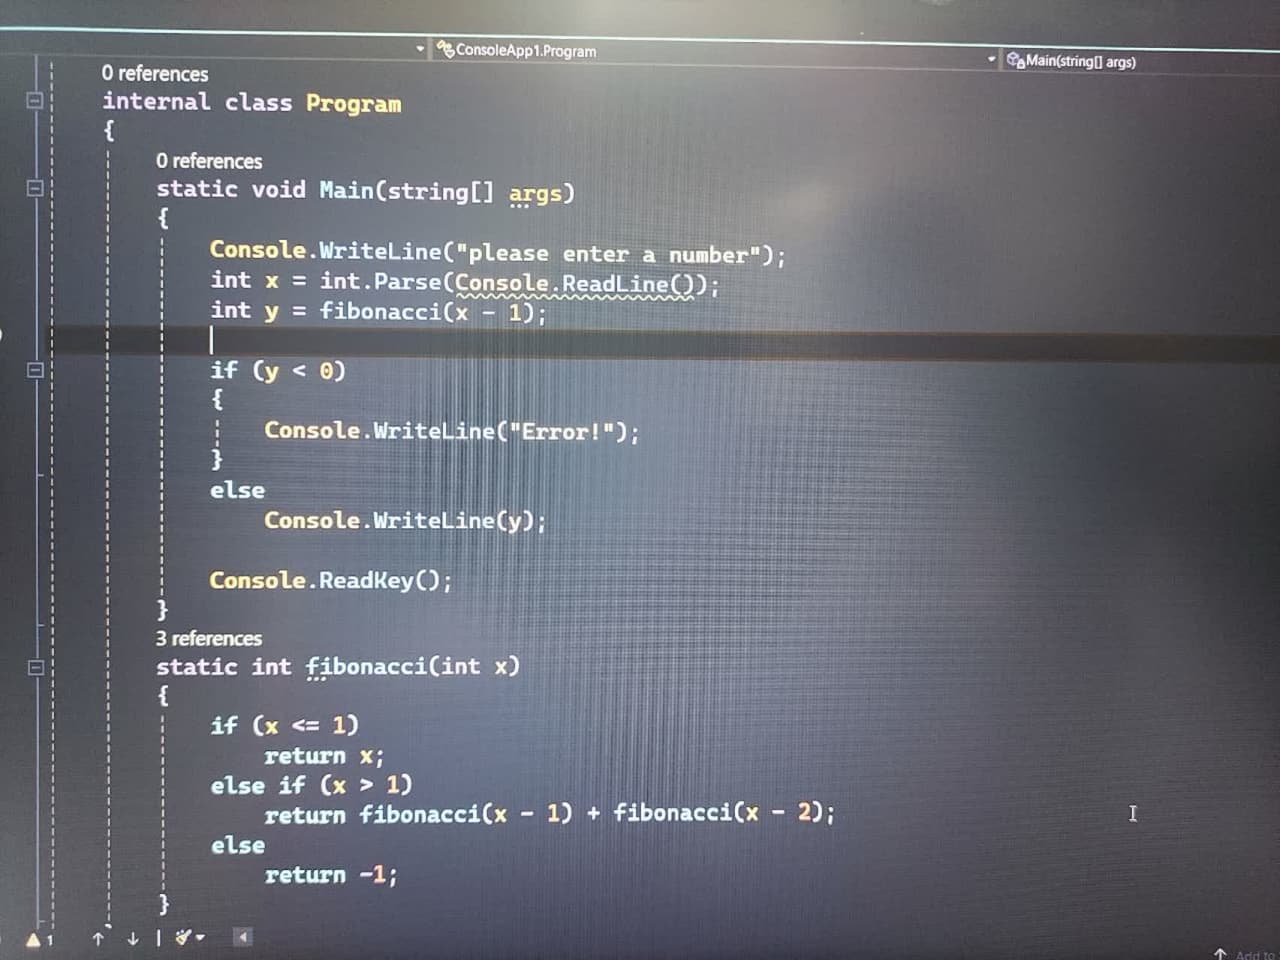 ConsoleApp1.Program
Main(string[] args)
0 references
internal class Program
{
0 references
static void Main(string[] args)
{
Console.WriteLine("please enter a number");
int x = int.Parse(Console.ReadLine());
int y = fibonacci(x - 1);
if (y < 0)
{
Console.WriteLine("Error!");
}
else
Console.WriteLine(y);
Console.ReadKey();
}
3 references
static int fibonacci(int x)
{
if (x <= 1)
return x;
else if (x > 1)
return fibonacci(x - 1) + fibonacci(x - 2);
else
return -1;
}
1
Add to